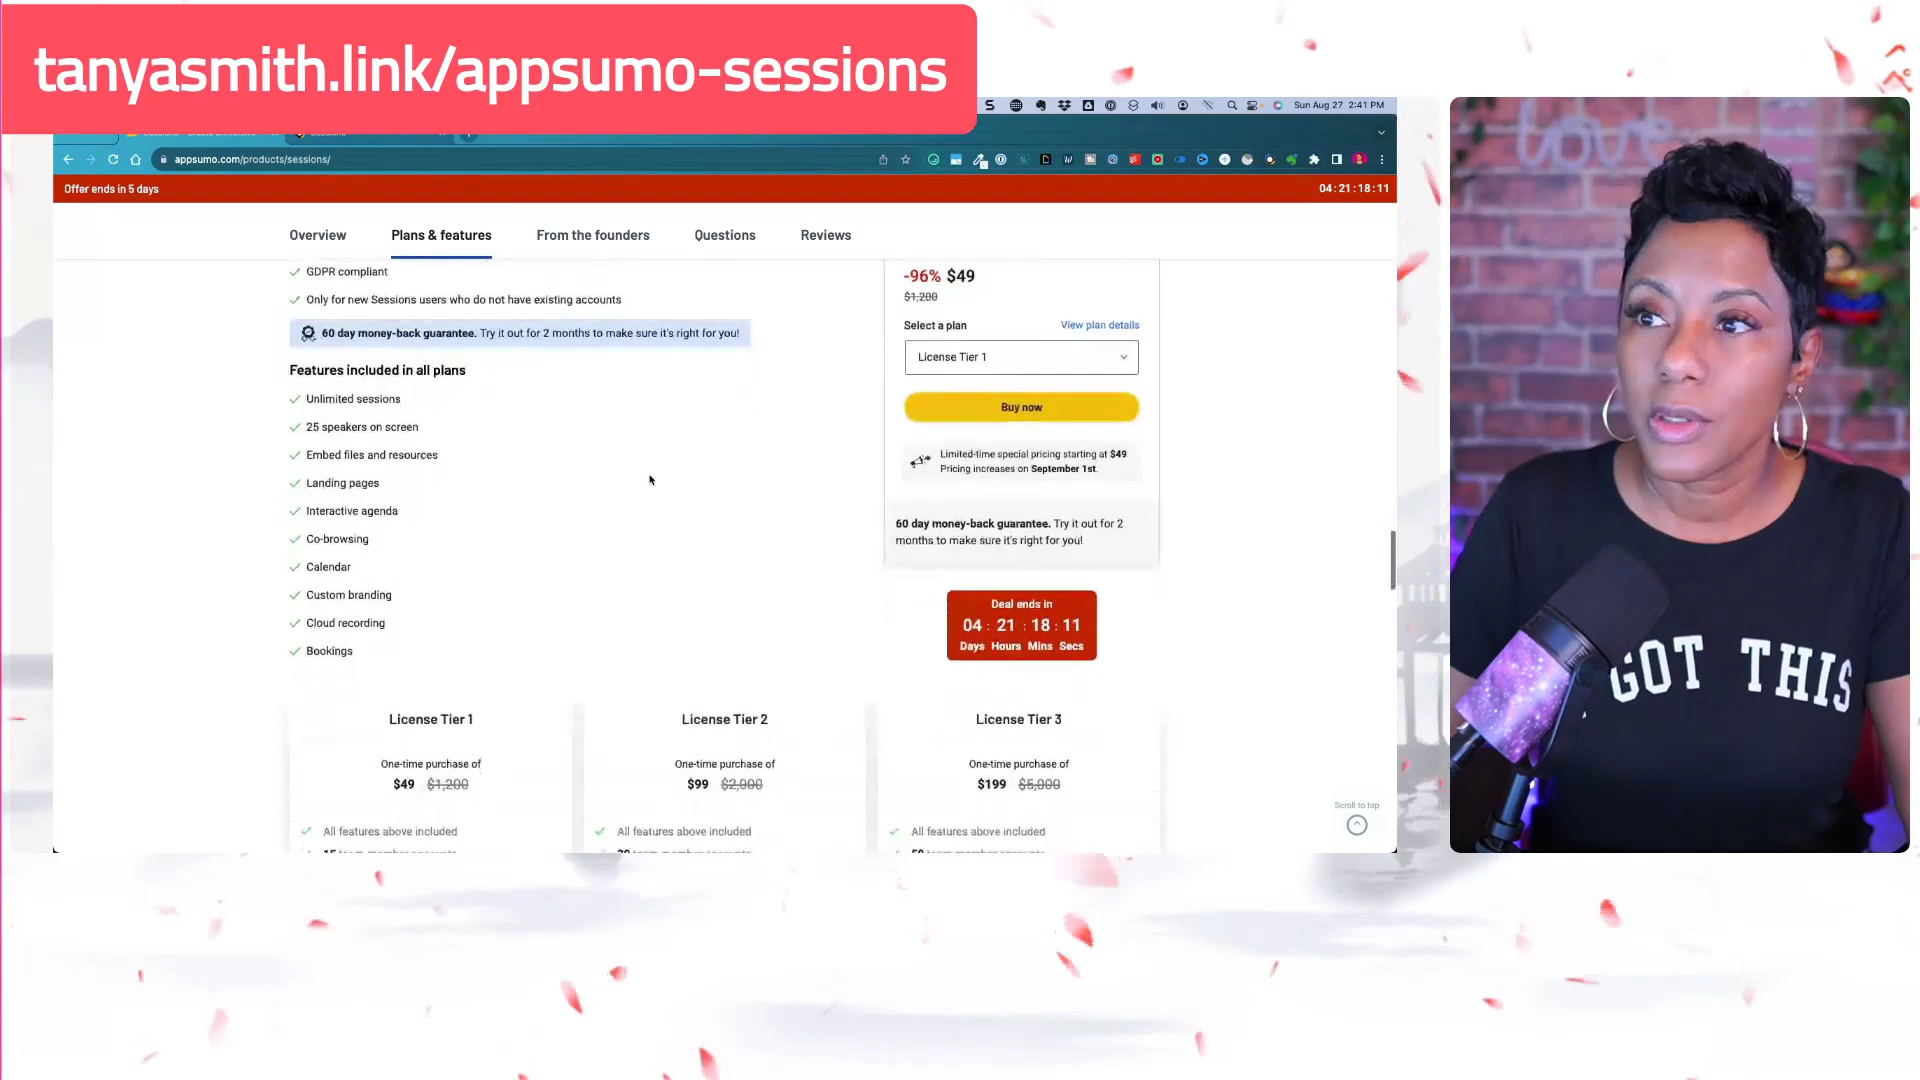 tanyasmith.link/appsumo-sessions
Sun Aug 27 2:41 PM
appsumo.com/products/sessions/
Offer ends in 5 days
04:21:18:11
Overview
Plans & features
From the founders
Questions
Reviews
GDPR compliant
Only for new Sessions users who do not have existing accounts
60 day money-back guarantee. Try it out for 2 months to make sure it's right for you!
Features included in all plans
Unlimited sessions
25 speakers on screen
Embed files and resources
Landing pages
Interactive agenda
Co-browsing
Calendar
Custom branding
Cloud recording
Bookings
-96% $49
$1,200
Select a plan
View plan details
License Tier 1
Buy now
Limited-time special pricing starting at $49.
Pricing increases on September 1st.
60 day money-back guarantee. Try it out for 2
months to make sure it's right for you!
Deal ends in
04 : 21 : 18 : 11
Days Hours Mins Secs
License Tier 1
One-time purchase of
$49 $1,200
All features above included
License Tier 2
One-time purchase of
$99 $2,000
All features above included
License Tier 3
One-time purchase of
$199 $5,000
All features above included
Scroll to top
love
GOT THIS